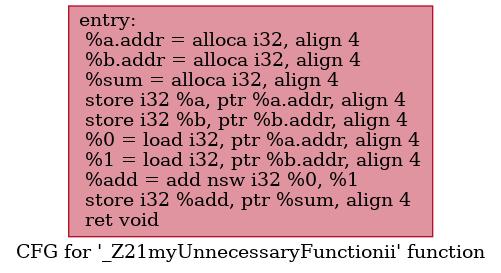 entry:
%a.addr = alloca i32, align 4
%b.addr = alloca i32, align 4
%sum = alloca i32, align 4
store i32 %a, ptr %a.addr, align 4
store i32 %b, ptr %b.addr, align 4
%0 = load i32, ptr %a.addr, align 4
%1 = load i32, ptr %b.addr, align 4
%add = add nsw i32 %0, %1
store i32 %add, ptr %sum, align 4
ret void
CFG for '_Z21myUnnecessaryFunctionii' function